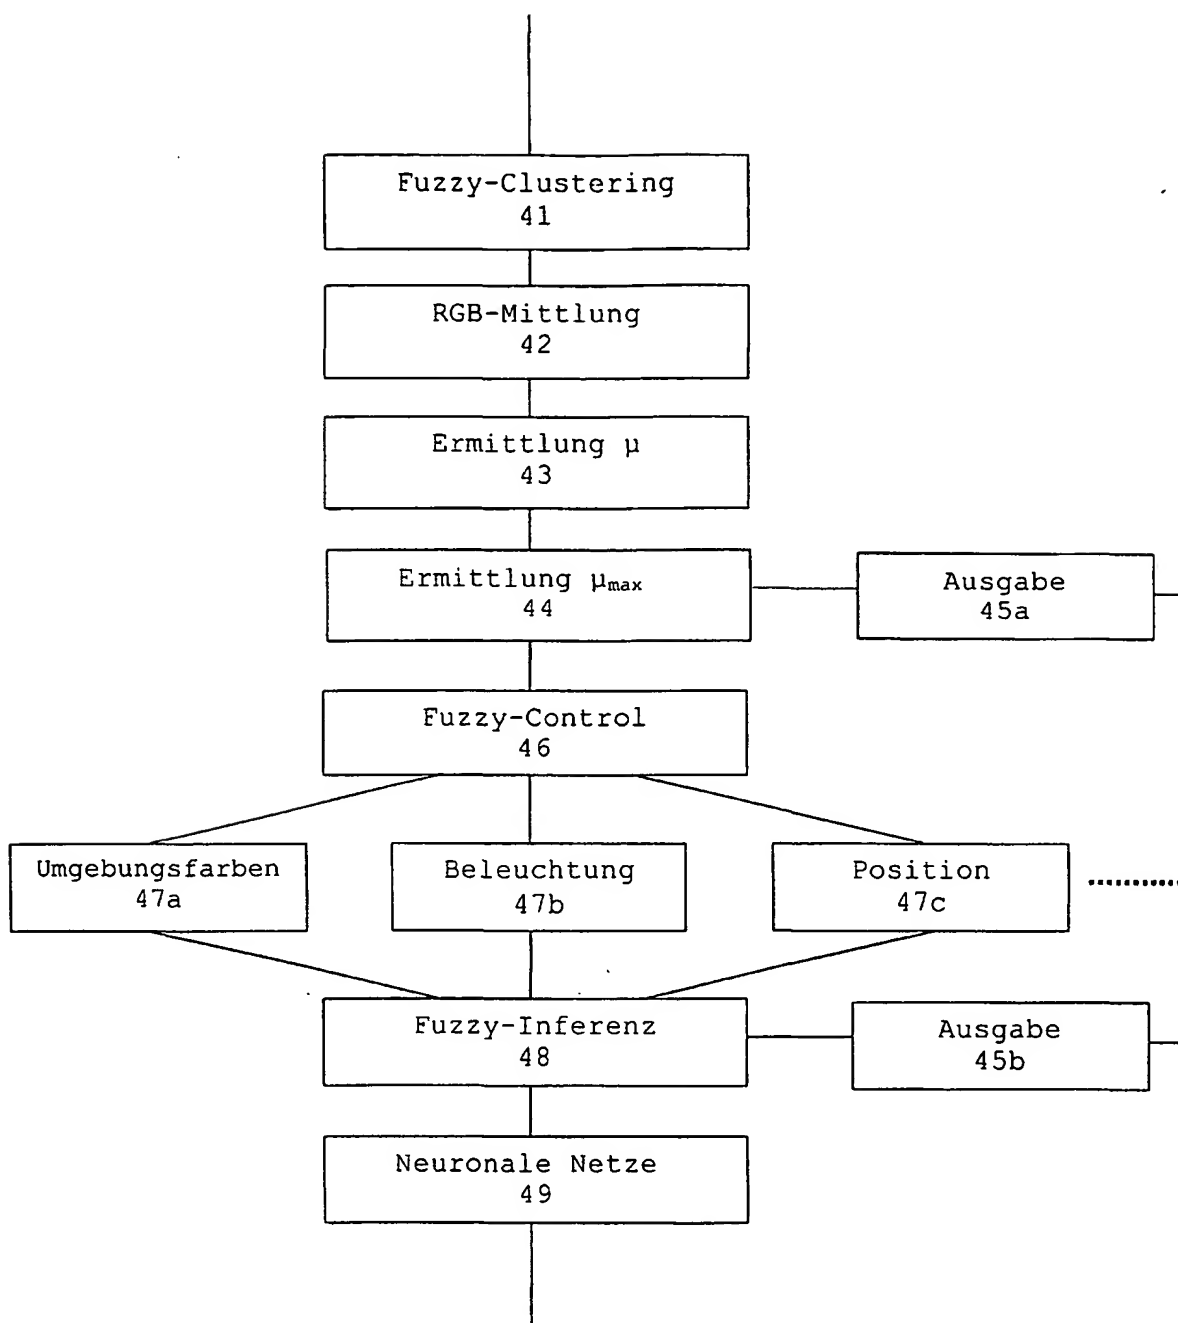 Fuzzy-Clustering
41
RGB-Mittlung
42
Ermittlung µ
43
Ermittlung µmax
44
Ausgabe
45a
Fuzzy-Control
46
Umgebungsfarben
47a
Beleuchtung
47b
Position
47c
Fuzzy-Inferenz
48
Ausgabe
45b
Neuronale Netze
49